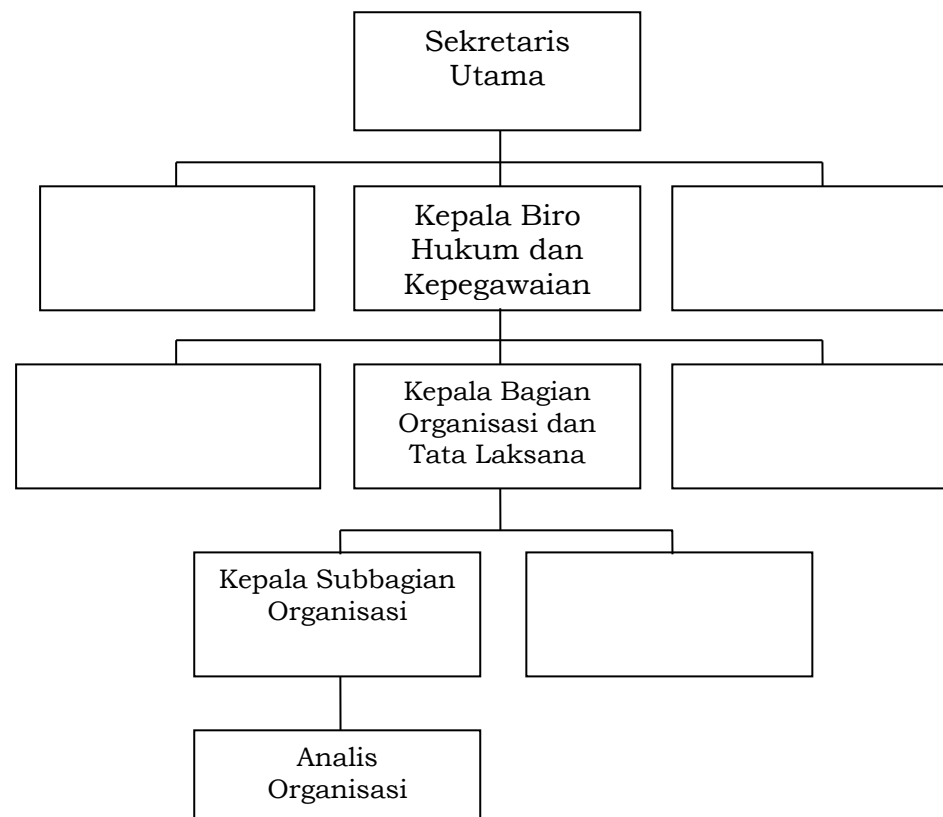 Sekretaris
Utama
Kepala Biro
Hukum dan
Kepegawaian
Kepala Bagian
Organisasi dan
Tata Laksana
Kepala Subbagian
Organisasi
Analis
Organisasi